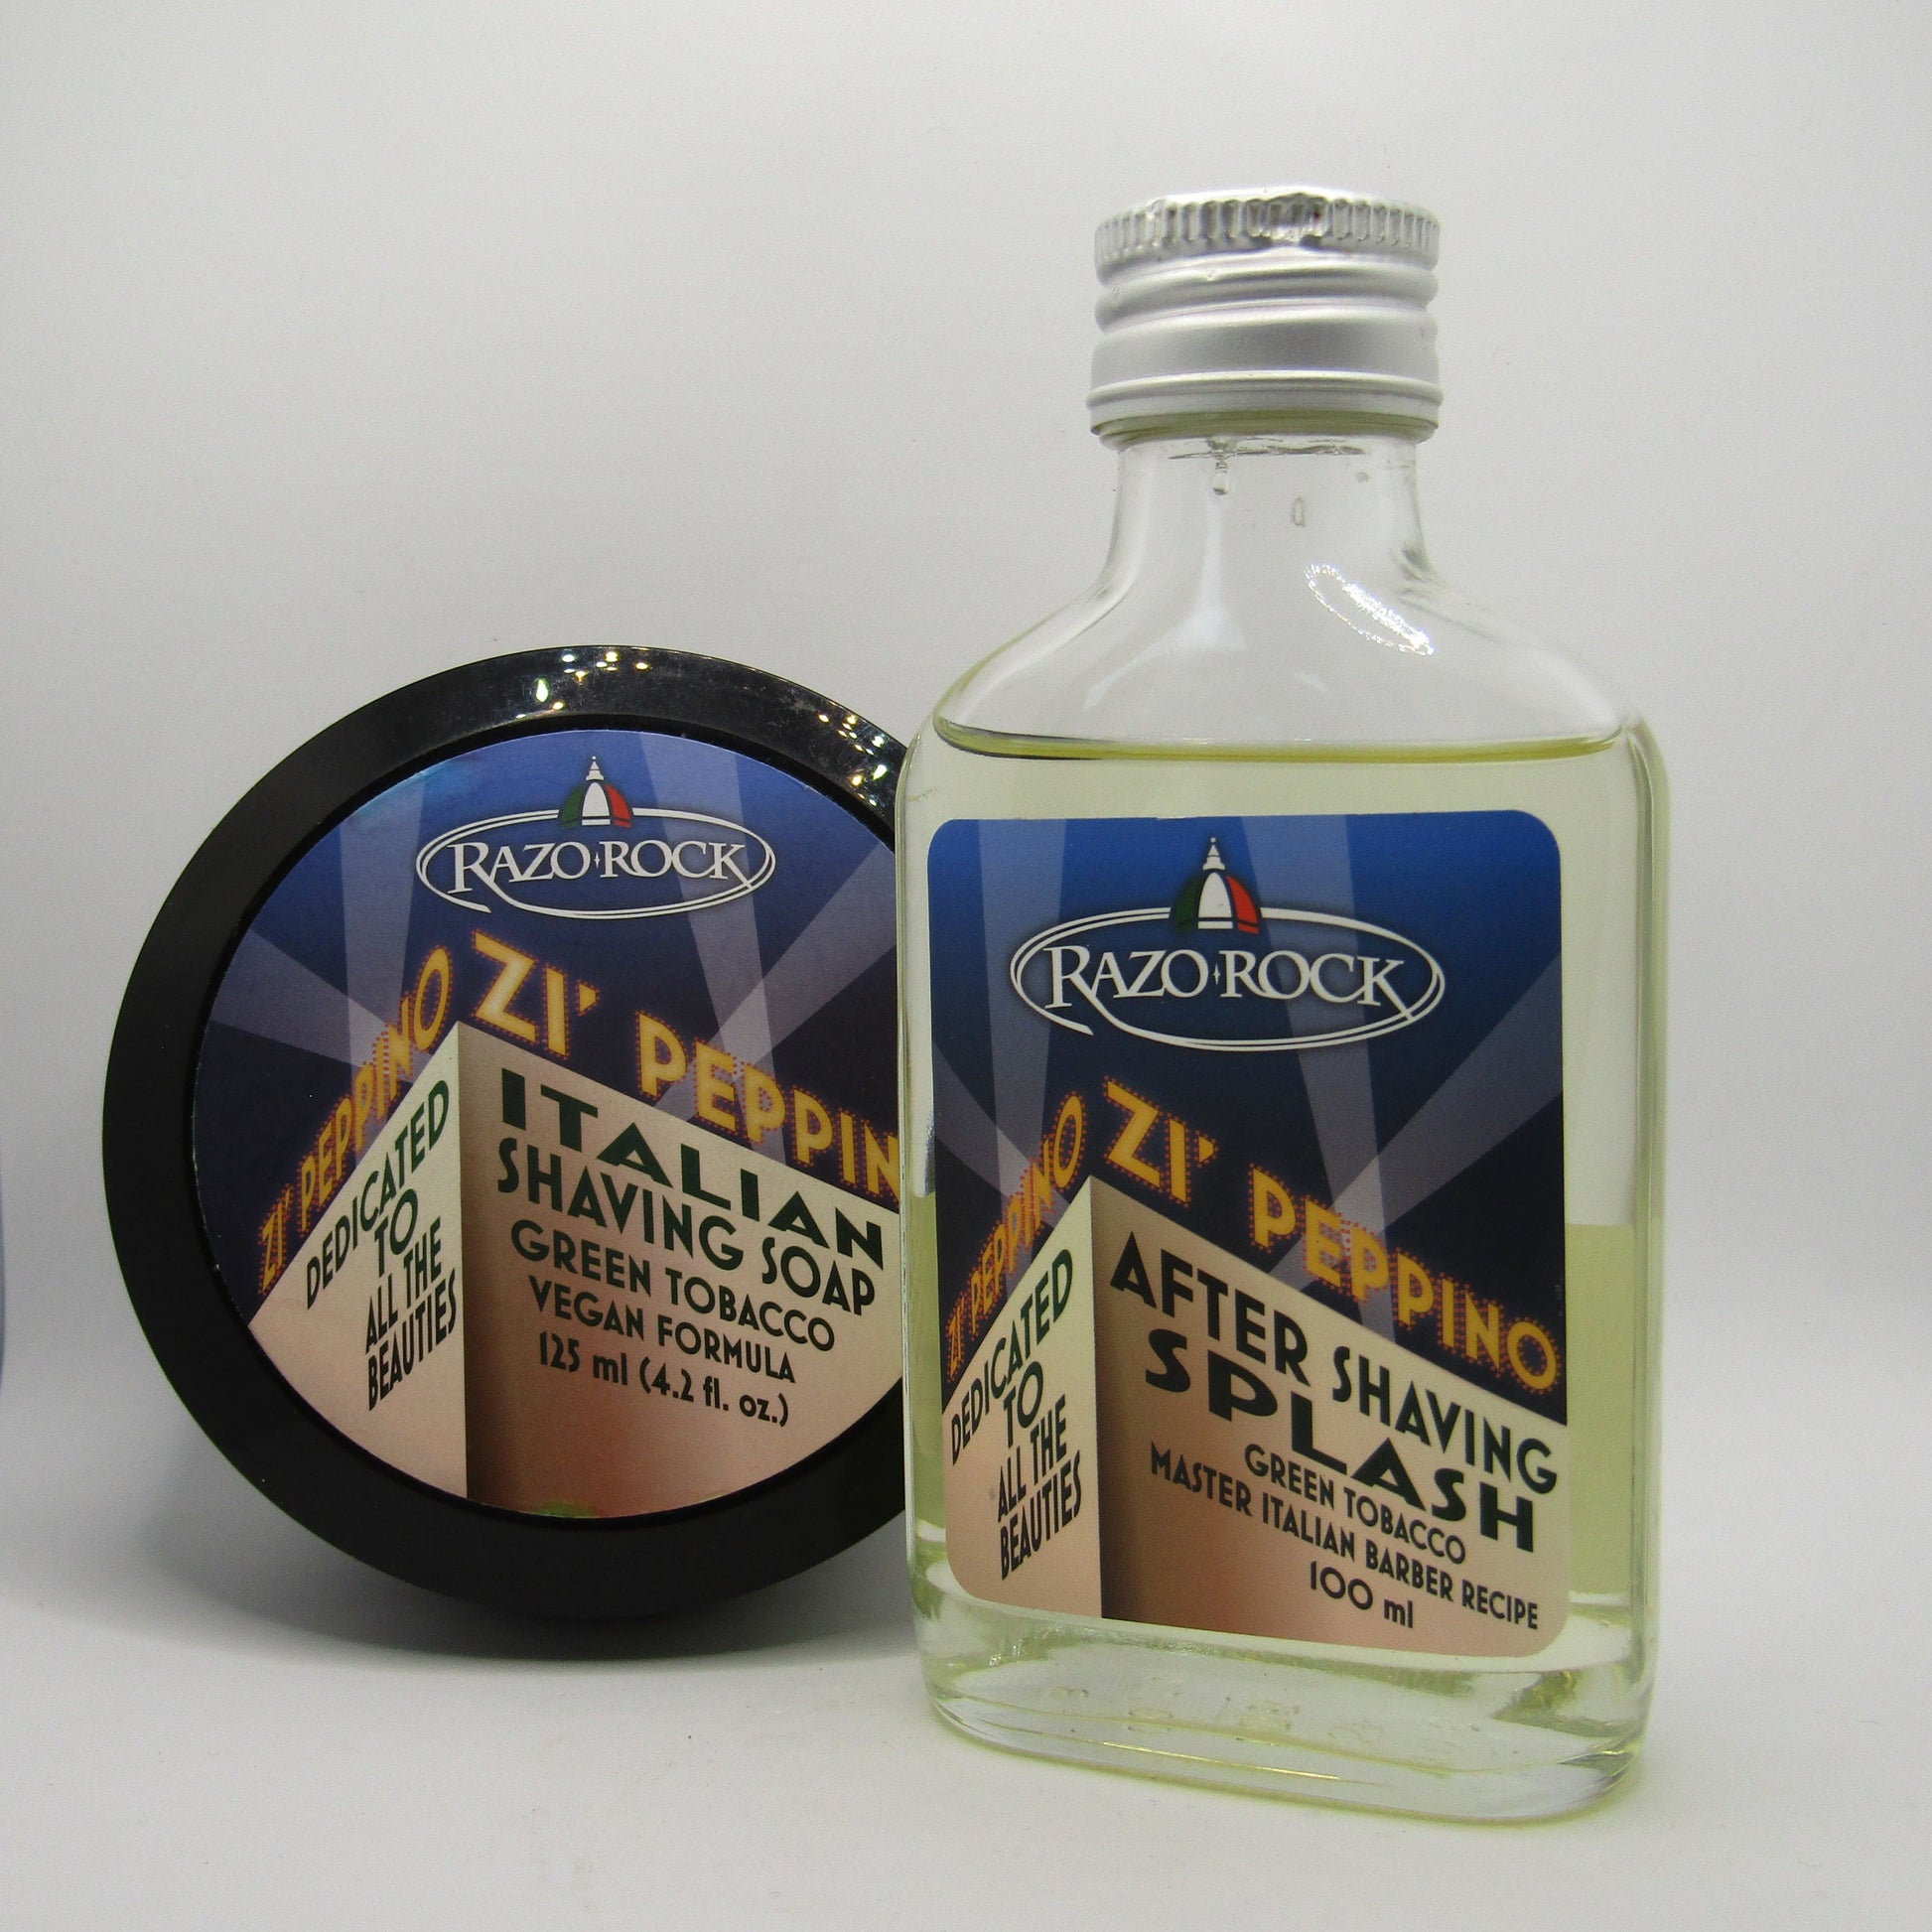 RAZO·ROCK
ZI' PEPPINO
ZI' PEPPIN
DEDICATED
TO
ALL THE
BEAUTIES
ITALIAN
SHAVING SOAP
GREEN TOBACCO
VEGAN FORMULA
125 ml (4.2 fl. oz.)
RAZO·ROCK
ZI' PEPPINO
ZI' PEPPINO
DEDICATED
TO
ALL THE
BEAUTIES
AFTER SHAVING
SPLASH
GREEN TOBACCO
MASTER ITALIAN BARBER RECIPE
100 ml